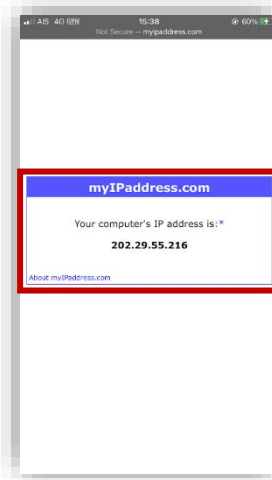 AIS 4G VPN 15:38 60%
Not Secure — myipaddress.com
myIPaddress.com
Your computer's IP address is:*
202.29.55.216
About myIPaddress.com